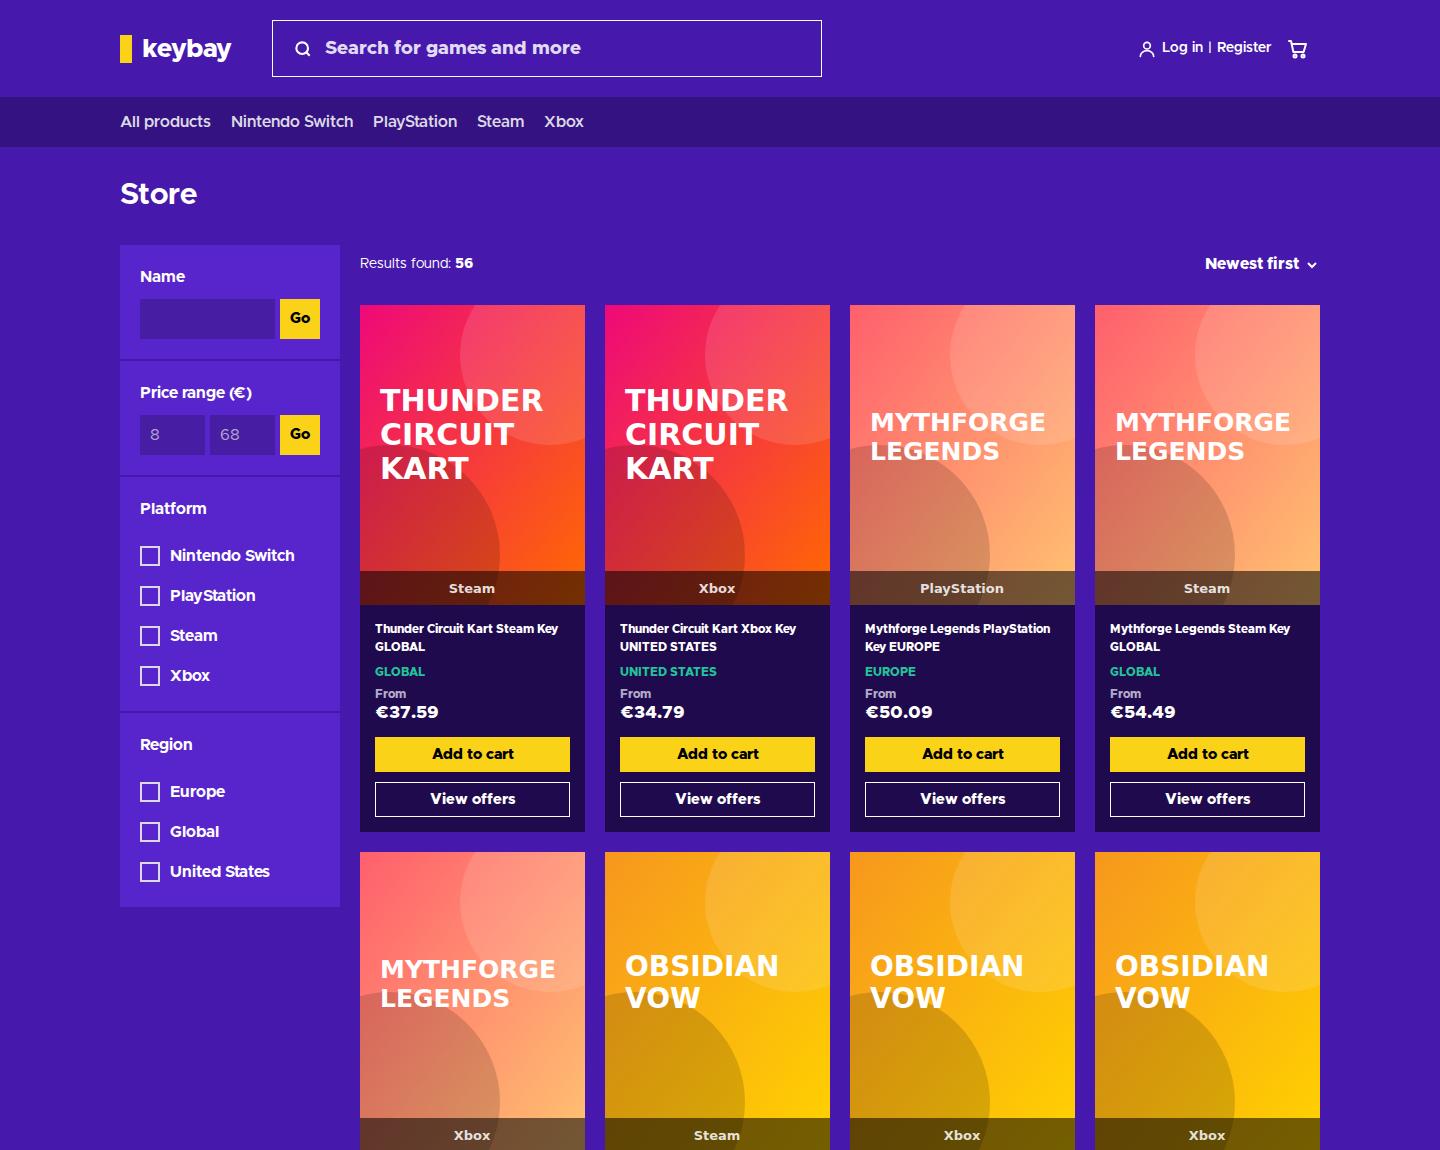 keybay
Search for games and more
Log in | Register
All products Nintendo Switch PlayStation Steam Xbox
Store
Name
Go
Price range (€)
8 68 Go
Platform
Nintendo Switch
PlayStation
Steam
Xbox
Region
Europe
Global
United States
Results found: 56
Newest first
THUNDER
CIRCUIT
KART
Steam
Thunder Circuit Kart Steam Key
GLOBAL
GLOBAL
From
€37.59
Add to cart
View offers
THUNDER
CIRCUIT
KART
Xbox
Thunder Circuit Kart Xbox Key
UNITED STATES
UNITED STATES
From
€34.79
Add to cart
View offers
MYTHFORGE
LEGENDS
PlayStation
Mythforge Legends PlayStation
Key EUROPE
EUROPE
From
€50.09
Add to cart
View offers
MYTHFORGE
LEGENDS
Steam
Mythforge Legends Steam Key
GLOBAL
GLOBAL
From
€54.49
Add to cart
View offers
MYTHFORGE
LEGENDS
Xbox
OBSIDIAN
VOW
Steam
OBSIDIAN
VOW
Xbox
OBSIDIAN
VOW
Xbox